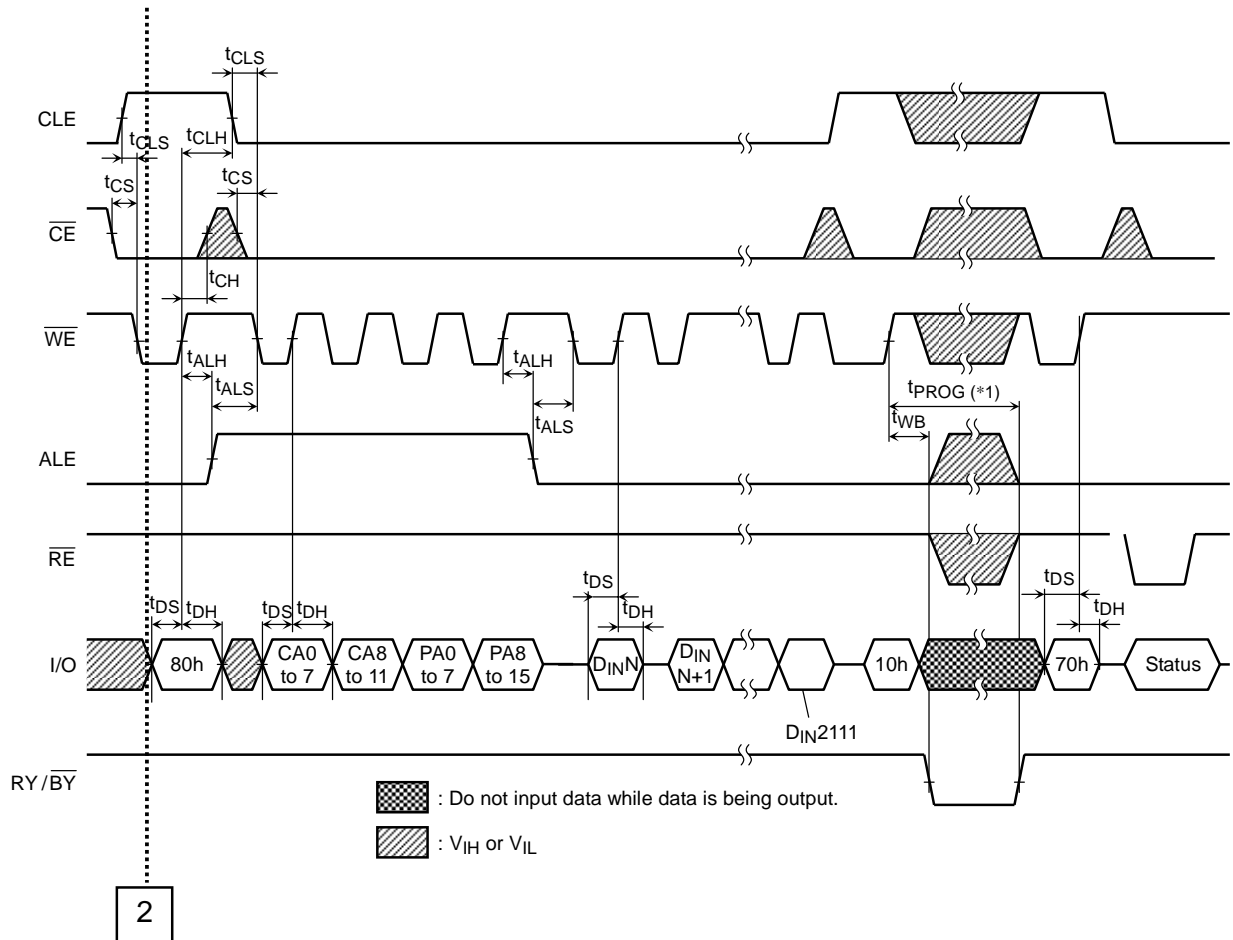 tCLS
CLE
tCLS
tCLH
tCS
tCS
CE
tCH
WE
tALH
tALS
tALH
tALS
tPROG (*1)
tWB
ALE
RE
tDS
tDH
tDS
tDH
tDS
tDH
tDS
tDH
I/O
80h
CA0 to 7
CA8 to 11
PA0 to 7
PA8 to 15
DINN
DIN N+1
10h
70h
Status
DIN2111
RY/BY
: Do not input data while data is being output.
: VIH or VIL
2